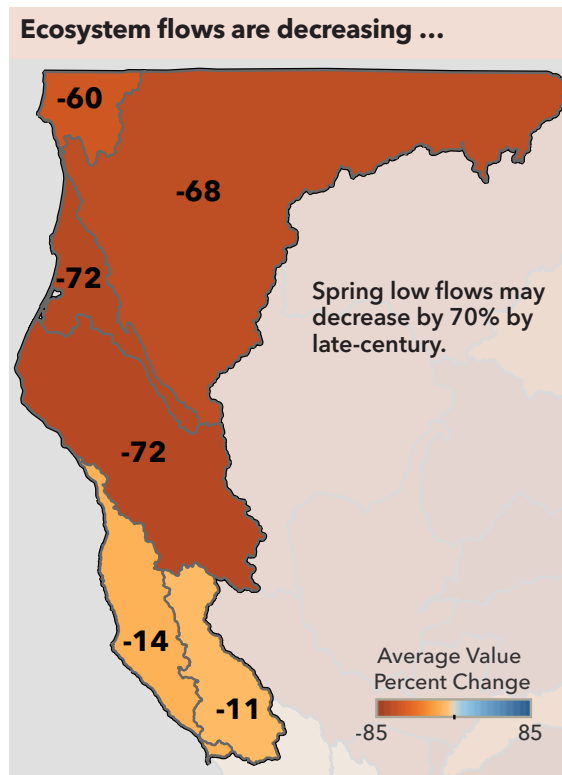 Ecosystem flows are decreasing ...
-60
-68
-72
Spring low flows may
decrease by 70% by
late-century.
-72
-14
-11
Average Value
Percent Change
-85 85